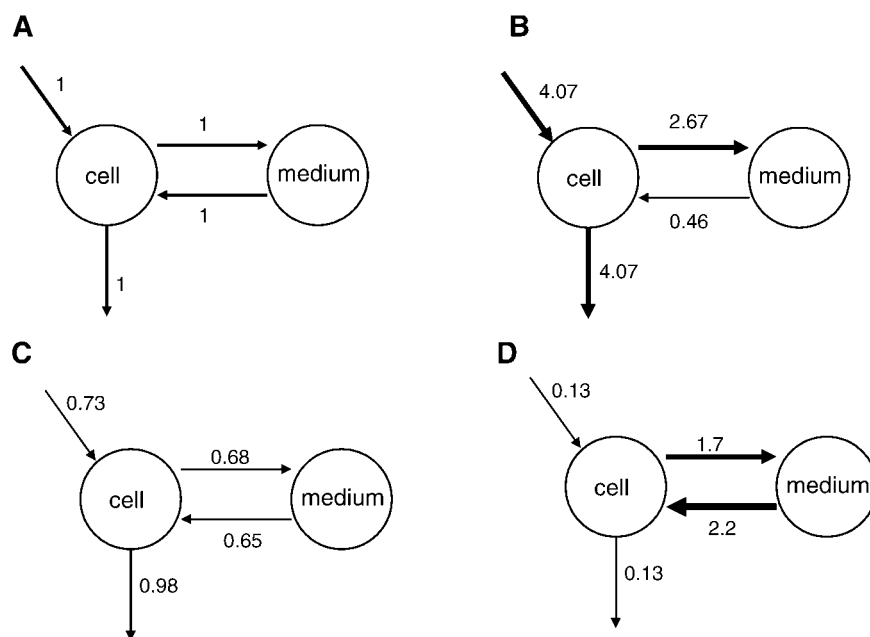 A
1
1
cell
medium
1
1
B
4.07
2.67
cell
medium
0.46
4.07
C
0.73
0.68
cell
medium
0.65
0.98
D
0.13
1.7
cell
medium
2.2
0.13